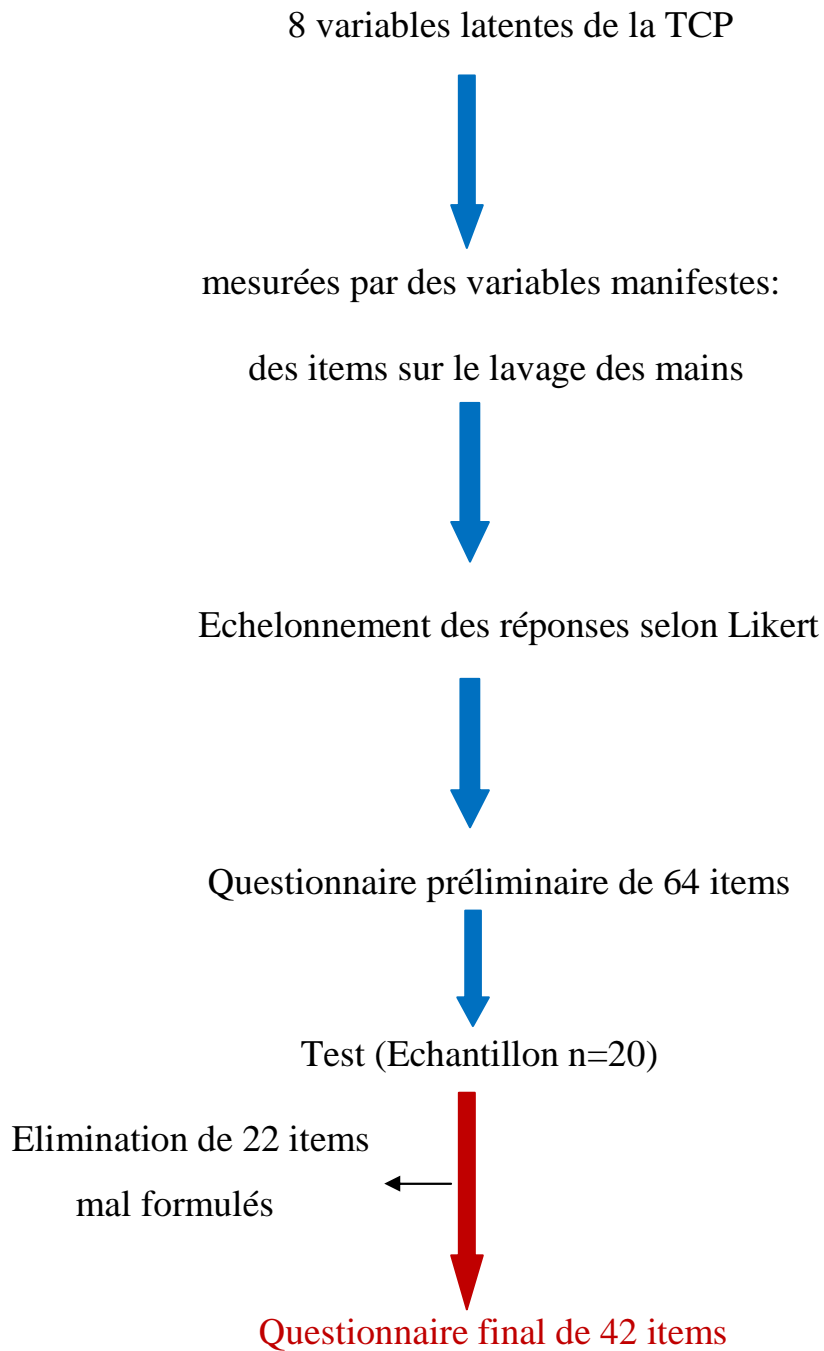 8 variables latentes de la TCP
mesurées par des variables manifestes:
des items sur le lavage des mains
Echelonnement des réponses selon Likert
Questionnaire préliminaire de 64 items
Test (Echantillon n=20)
Elimination de 22 items
mal formulés
Questionnaire final de 42 items